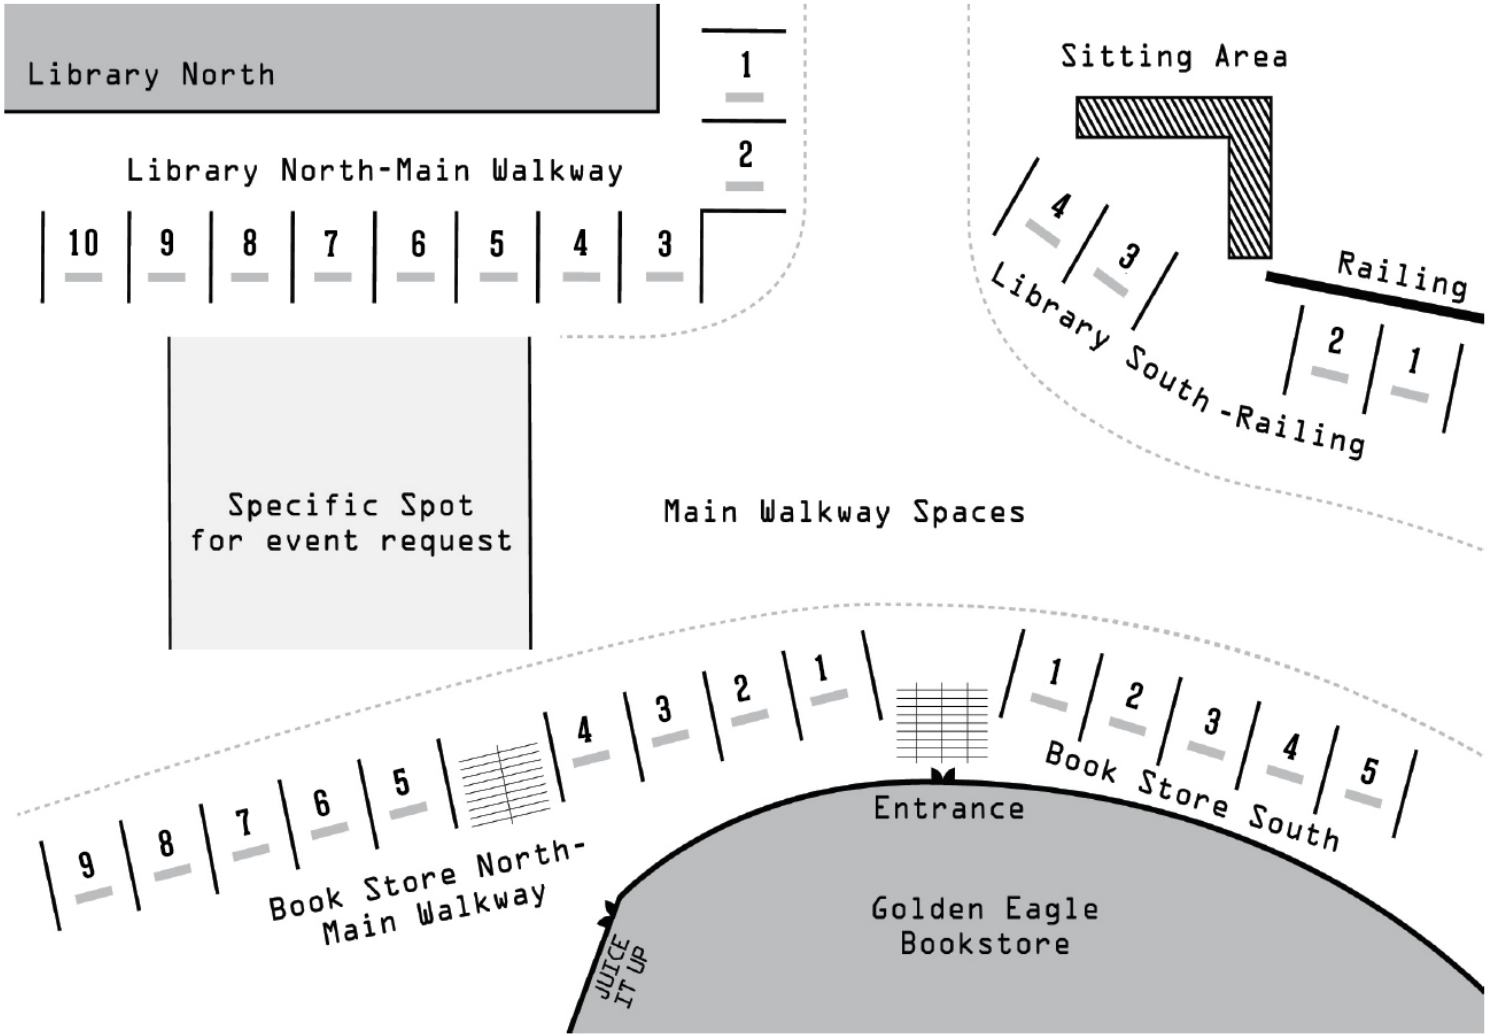 Library North
1
Sitting Area
2
Library North-Main Walkway
10 9 8 7 6 5 4 3
4 3
Library South-Railing
Railing
2 1
Specific Spot
for event request
Main Walkway Spaces
9 8 7 6 5 4 3 2 1
Book Store North-
Main Walkway
1 2 3 4 5
Book Store South
Entrance
Golden Eagle
Bookstore
JUICE
IT UP